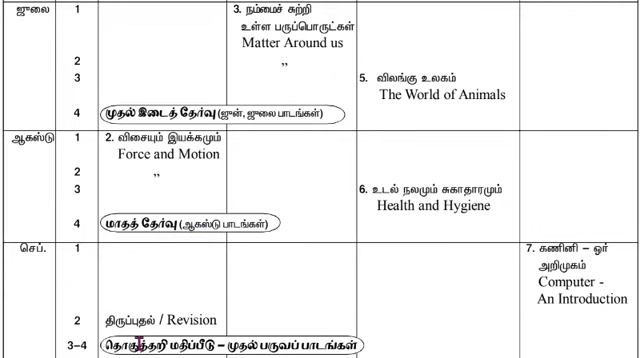 ஜுலை 1 3. நம்மைச் சுற்றி
உள்ள பருப்பொருட்கள்
Matter Around us
2 ,,
3 5. விலங்கு உலகம்
The World of Animals
4 முதல் இடைத் தேர்வு (ஜுன், ஜுலை பாடங்கள்)
ஆகஸ்டு 1 2. விசையும் இயக்கமும்
Force and Motion
2 ,,
3 6. உடல் நலமும் சுகாதாரமும்
Health and Hygiene
4 மாதத் தேர்வு (ஆகஸ்டு பாடங்கள்)
செப். 1 7. கணினி – ஓர்
அறிமுகம்
Computer -
An Introduction
2 திருப்புதல் / Revision
3–4 தொகுத்தறி மதிப்பீடு – முதல் பருவப் பாடங்கள்